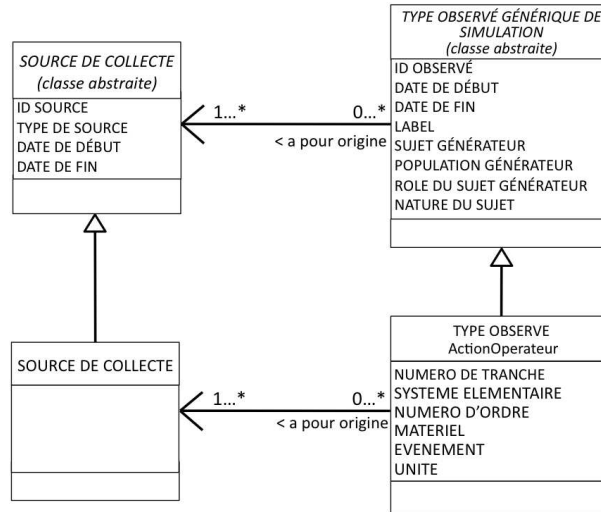 SOURCE DE COLLECTE
(classe abstraite)
ID SOURCE
TYPE DE SOURCE
DATE DE DÉBUT
DATE DE FIN
1...*
0...*
< a pour origine
TYPE OBSERVÉ GÉNÉRIQUE DE
SIMULATION
(classe abstraite)
ID OBSERVÉ
DATE DE DÉBUT
DATE DE FIN
LABEL
SUJET GÉNÉRATEUR
POPULATION GÉNÉRATEUR
ROLE DU SUJET GÉNÉRATEUR
NATURE DU SUJET
SOURCE DE COLLECTE
1...*
0...*
< a pour origine
TYPE OBSERVE
ActionOperateur
NUMERO DE TRANCHE
SYSTEME ELEMENTAIRE
NUMERO D'ORDRE
MATERIEL
EVENEMENT
UNITE